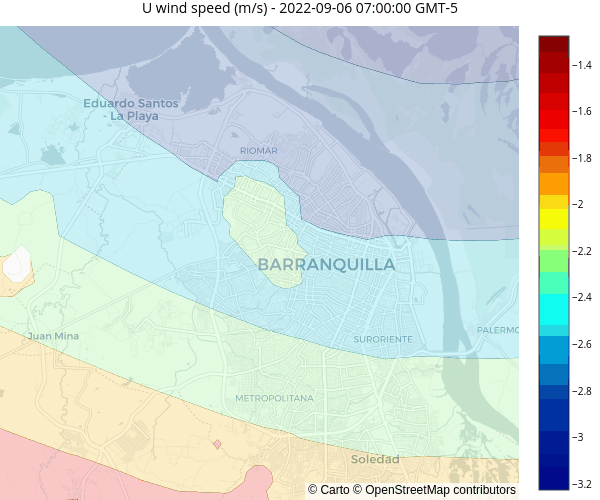 U wind speed (m/s) - 2022-09-06 07:00:00 GMT-5
Eduardo Santos
- La Playa
RIOMAR
BARRANQUILLA
Juan Mina
SURORIENTE
PALERMO
METROPOLITANA
Soledad
© Carto © OpenStreetMap contributors
−1.4
−1.6
−1.8
−2
−2.2
−2.4
−2.6
−2.8
−3
−3.2